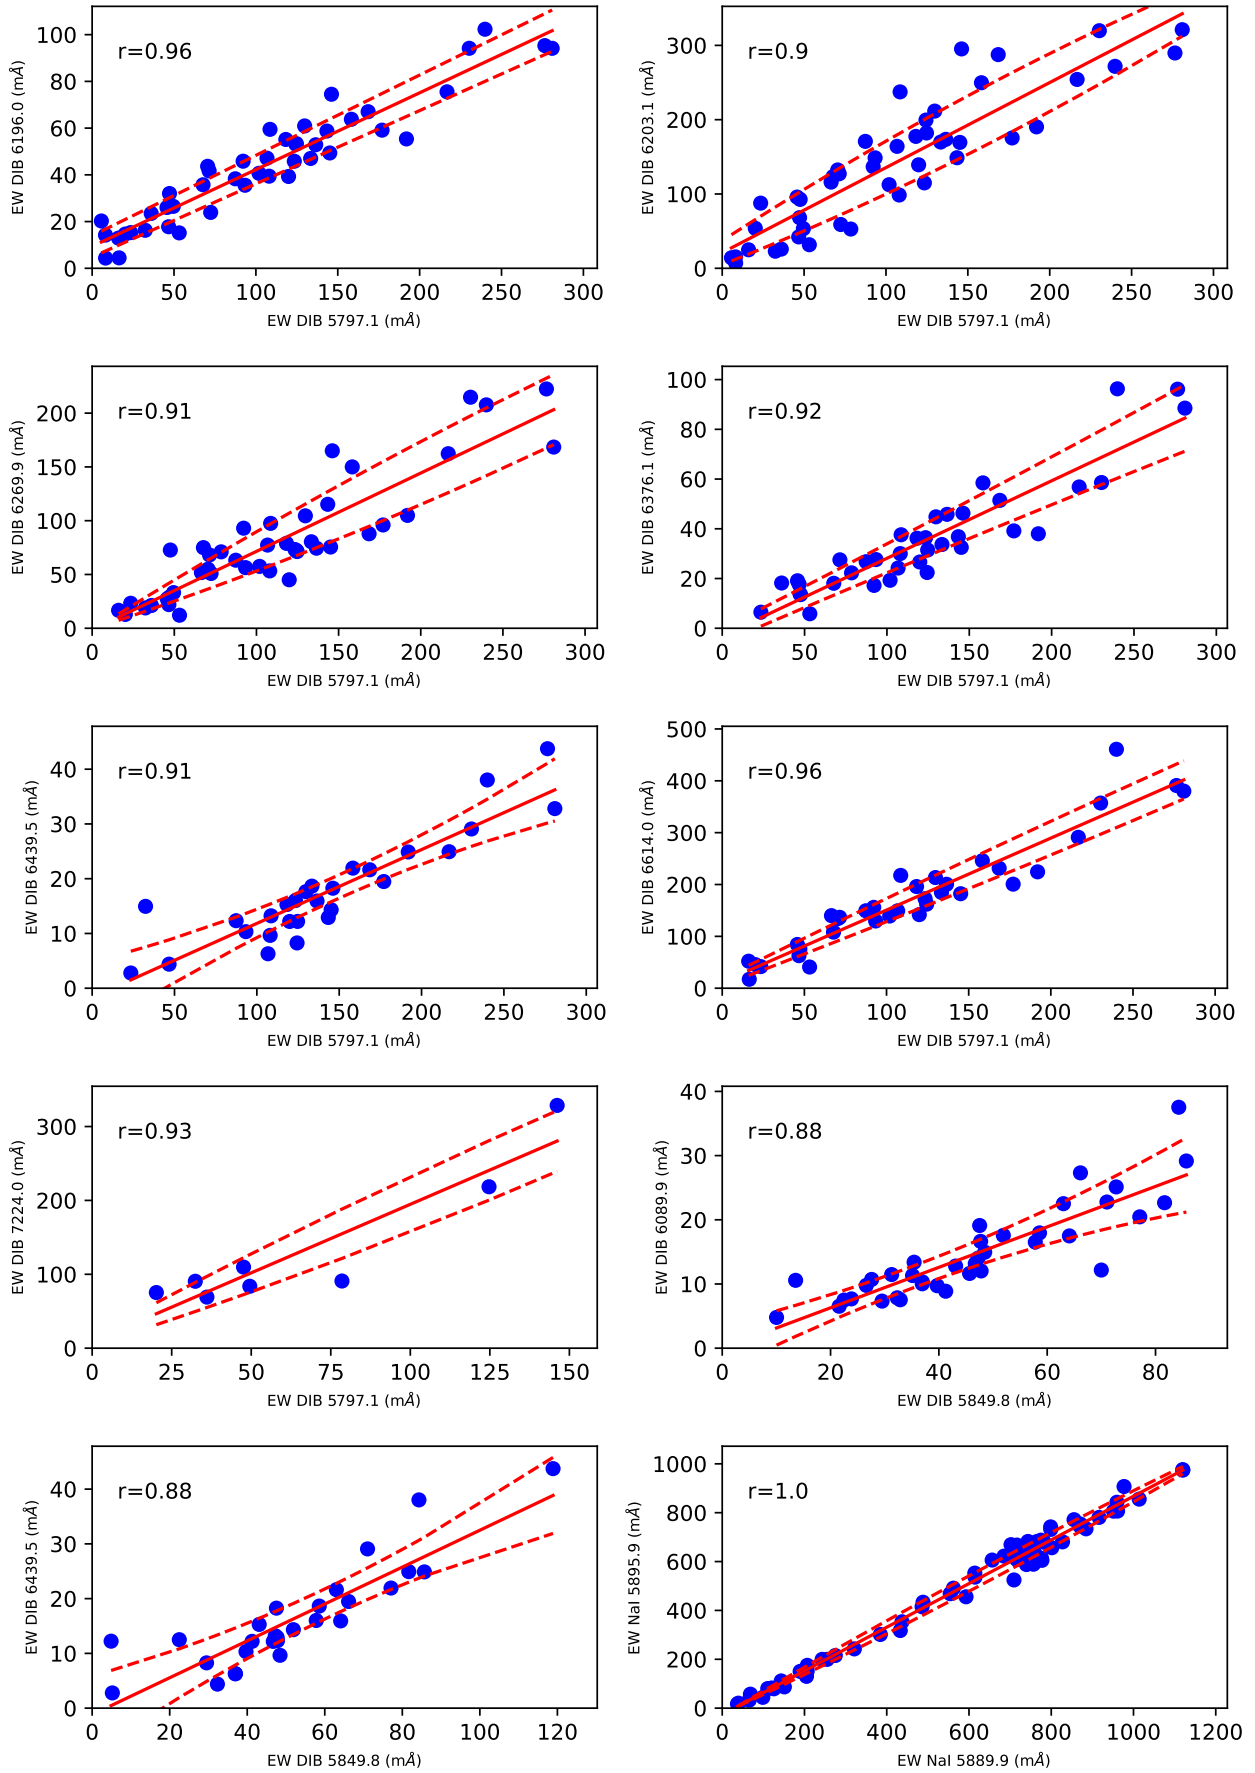 r=0.96
EW DIB 6196.0 (mÅ)
0 20 40 60 80 100
0 50 100 150 200 250 300
EW DIB 5797.1 (mÅ)
r=0.9
EW DIB 6203.1 (mÅ)
0 100 200 300
0 50 100 150 200 250 300
EW DIB 5797.1 (mÅ)
r=0.91
EW DIB 6269.9 (mÅ)
0 50 100 150 200
0 50 100 150 200 250 300
EW DIB 5797.1 (mÅ)
r=0.92
EW DIB 6376.1 (mÅ)
0 20 40 60 80 100
0 50 100 150 200 250 300
EW DIB 5797.1 (mÅ)
r=0.91
EW DIB 6439.5 (mÅ)
0 10 20 30 40
0 50 100 150 200 250 300
EW DIB 5797.1 (mÅ)
r=0.96
EW DIB 6614.0 (mÅ)
0 100 200 300 400 500
0 50 100 150 200 250 300
EW DIB 5797.1 (mÅ)
r=0.93
EW DIB 7224.0 (mÅ)
0 100 200 300
0 25 50 75 100 125 150
EW DIB 5797.1 (mÅ)
r=0.88
EW DIB 6089.9 (mÅ)
0 10 20 30 40
0 20 40 60 80
EW DIB 5849.8 (mÅ)
r=0.88
EW DIB 6439.5 (mÅ)
0 10 20 30 40
0 20 40 60 80 100 120
EW DIB 5849.8 (mÅ)
r=1.0
EW NaI 5895.9 (mÅ)
0 200 400 600 800 1000
0 200 400 600 800 1000 1200
EW NaI 5889.9 (mÅ)